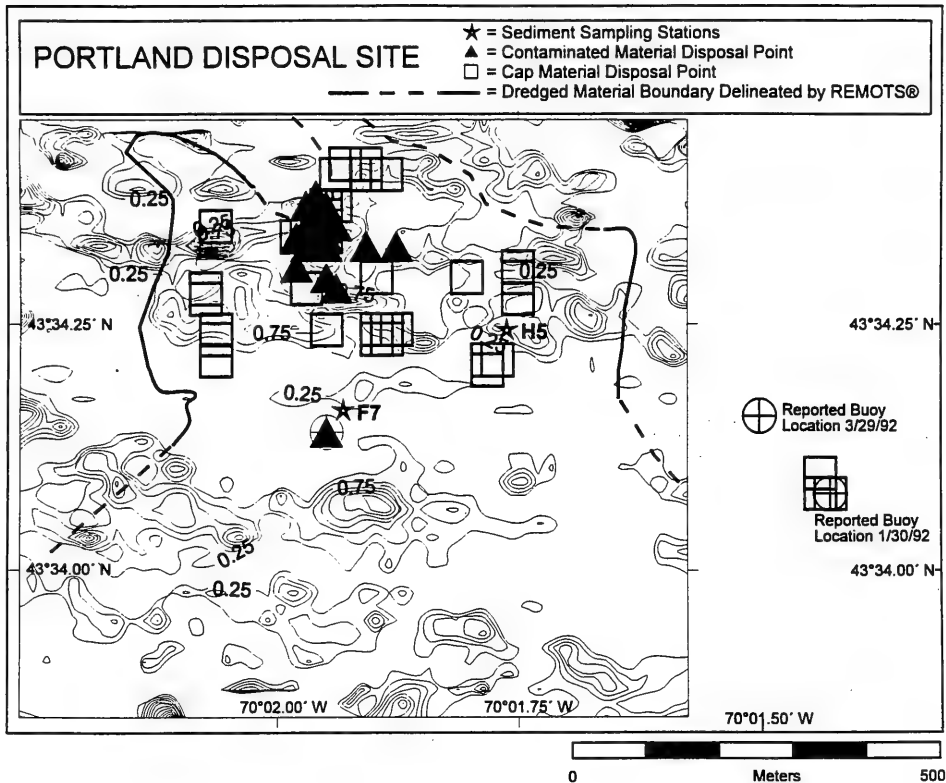 PORTLAND DISPOSAL SITE
★ = Sediment Sampling Stations
▲ = Contaminated Material Disposal Point
□ = Cap Material Disposal Point
= Dredged Material Boundary Delineated by REMOTS®
0.25
0.25
0.25
0.25
0.75
43°34.25' N
0.75
0.25
H5
43°34.25' N
0.25
F7
Reported Buoy
Location 3/29/92
0.75
Reported Buoy
Location 1/30/92
0.25
43°34.00' N
0.25
43°34.00' N
70°02.00' W
70°01.75' W
70°01.50' W
0
Meters
500